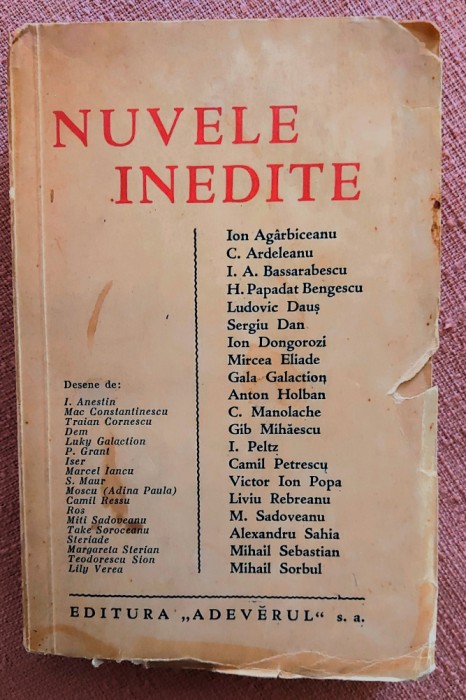 NUVELE
INEDITE
Ion Agârbiceanu
C. Ardeleanu
I. A. Bassarabescu
H. Papadat Bengescu
Ludovic Dauș
Sergiu Dan
Ion Dongorozi
Mircea Eliade
Gala Galaction
Anton Holban
C. Manolache
Gib Mihăescu
I. Peltz
Camil Petrescu
Victor Ion Popa
Liviu Rebreanu
M. Sadoveanu
Alexandru Sahia
Mihail Sebastian
Mihail Sorbul
Desene de:
I. Anestin
Mac Constantinescu
Traian Cornescu
Dem
Luky Galaction
P. Grant
Iser
Marcel Iancu
S. Maur
Moscu (Adina Paula)
Camil Ressu
Ros
Miti Sadoveanu
Take Soroceanu
Steriade
Margareta Sterian
Teodorescu Sion
Lily Verea
EDITURA „ADEVĔRUL“ s. a.